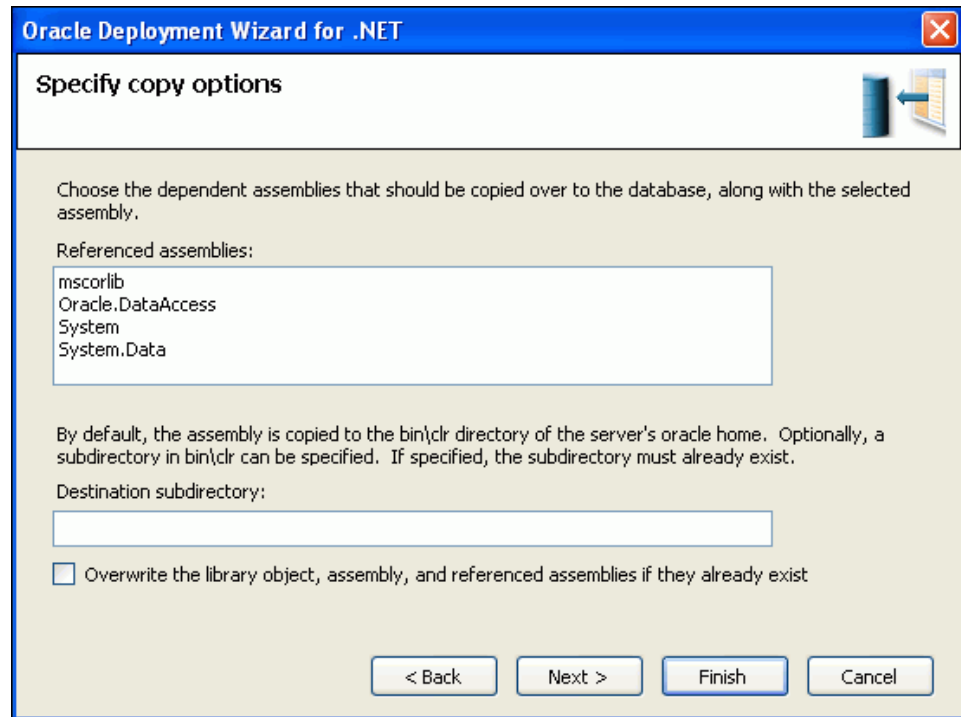 Oracle Deployment Wizard for .NET
Specify copy options
Choose the dependent assemblies that should be copied over to the database, along with the selected
assembly.
Referenced assemblies:
mscorlib
Oracle.DataAccess
System
System.Data
By default, the assembly is copied to the bin\clr directory of the server's oracle home.  Optionally, a
subdirectory in bin\clr can be specified.  If specified, the subdirectory must already exist.
Destination subdirectory:
Overwrite the library object, assembly, and referenced assemblies if they already exist
< Back Next > Finish Cancel